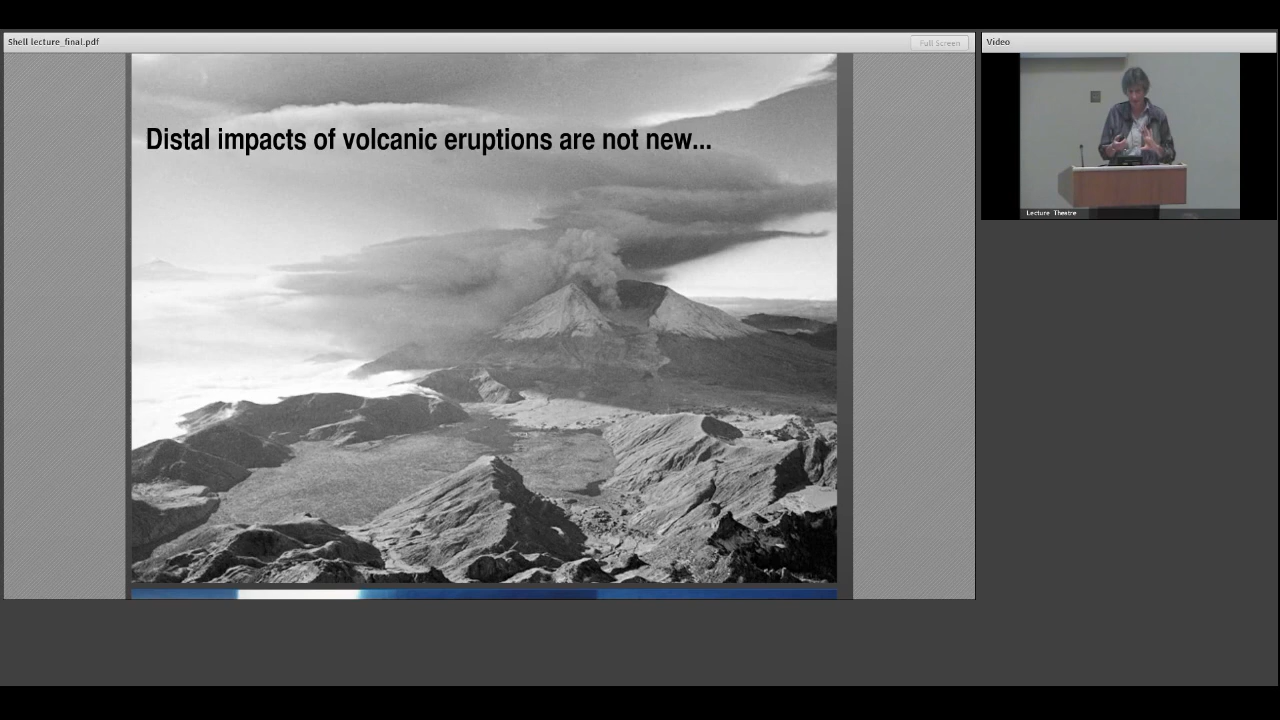 Shell lecture_final.pdf
Full Screen
Video
Distal impacts of volcanic eruptions are not new...
Lecture Theatre